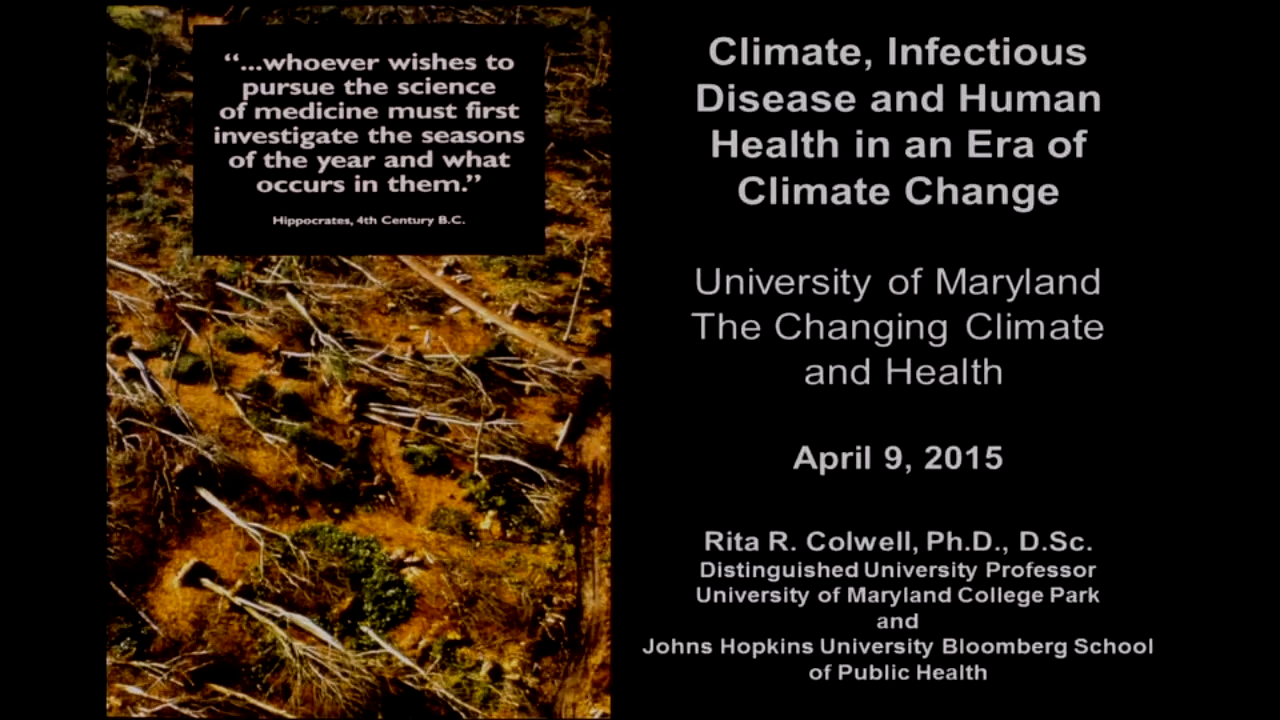 “...whoever wishes to
pursue the science
of medicine must first
investigate the seasons
of the year and what
occurs in them.”
Hippocrates, 4th Century B.C.
Climate, Infectious
Disease and Human
Health in an Era of
Climate Change
University of Maryland
The Changing Climate
and Health
April 9, 2015
Rita R. Colwell, Ph.D., D.Sc.
Distinguished University Professor
University of Maryland College Park
and
Johns Hopkins University Bloomberg School
of Public Health